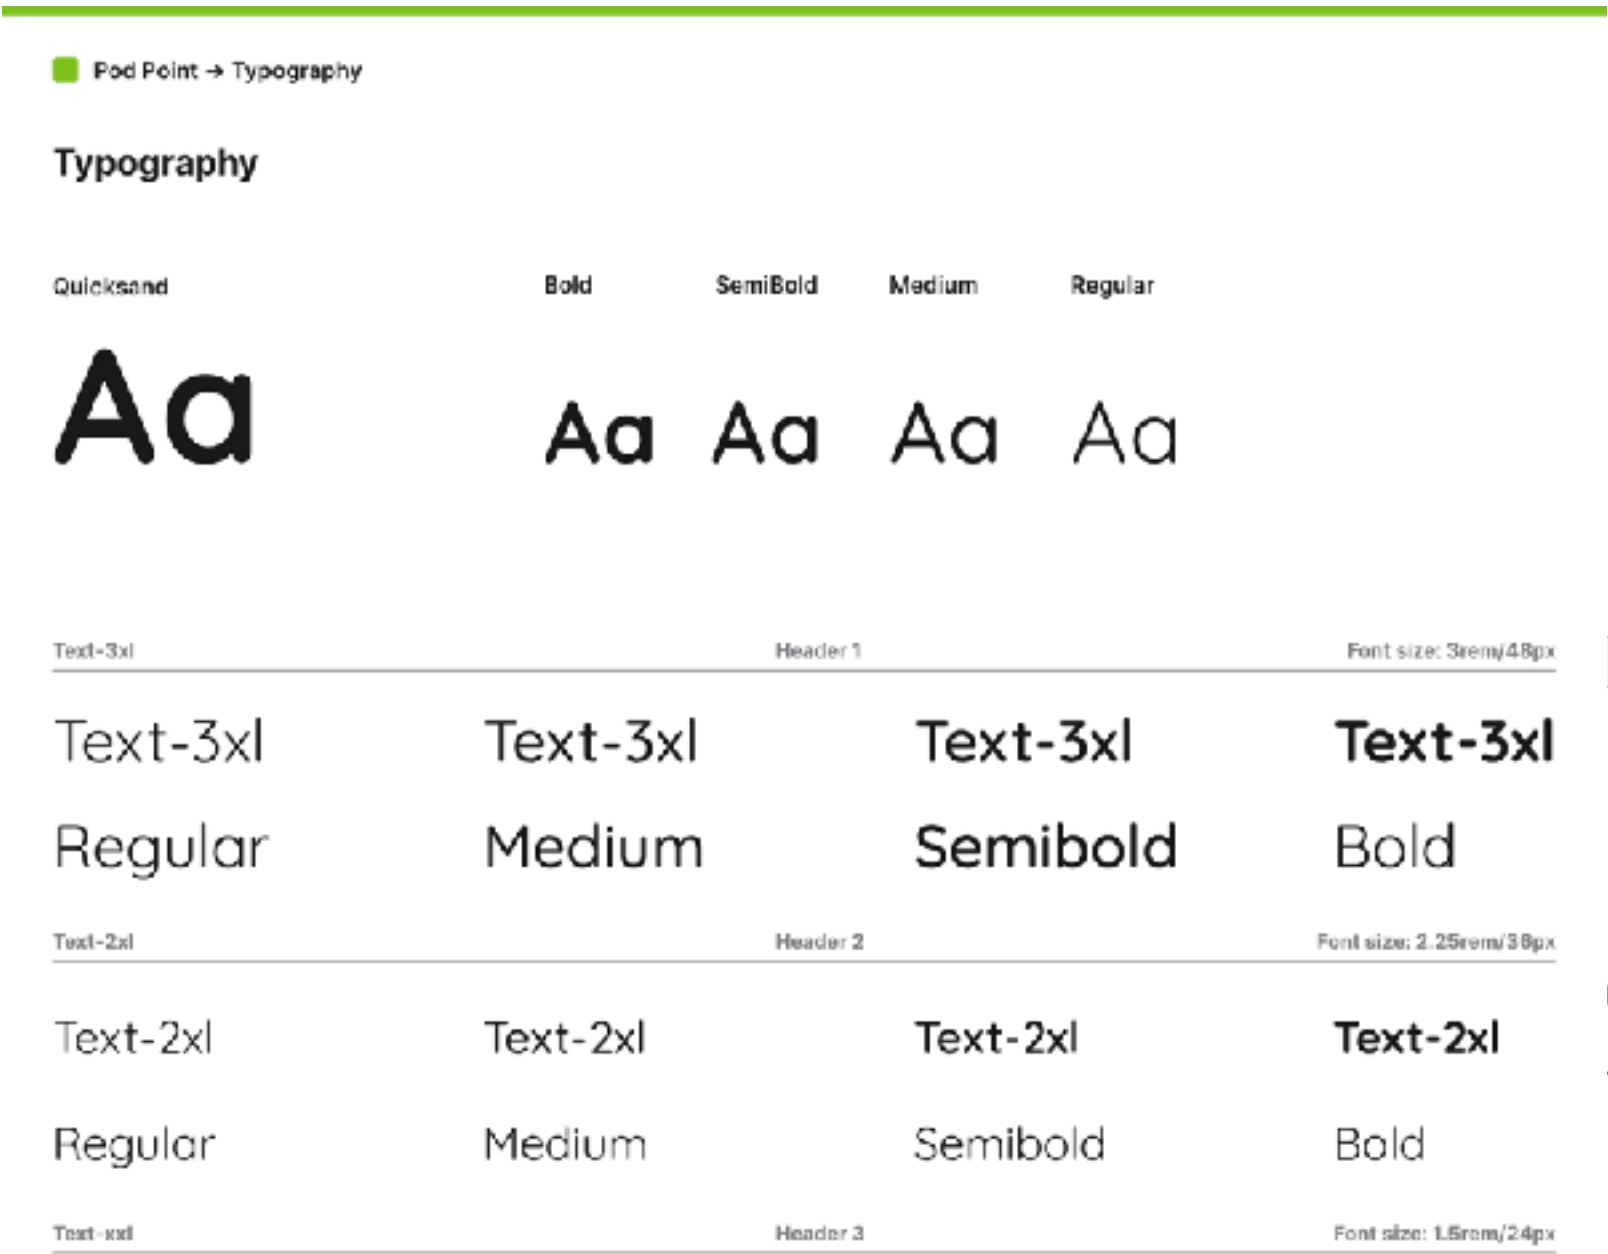 Pod Point → Typography
Typography
Quicksand Bold SemiBold Medium Regular
Aa Aa Aa Aa Aa
Text-3xl Header 1 Font size: 3rem/48px
Text-3xl Text-3xl Text-3xl Text-3xl
Regular Medium Semibold Bold
Text-2xl Header 2 Font size: 2.25rem/38px
Text-2xl Text-2xl Text-2xl Text-2xl
Regular Medium Semibold Bold
Text-xxl Header 3 Font size: 1.5rem/24px